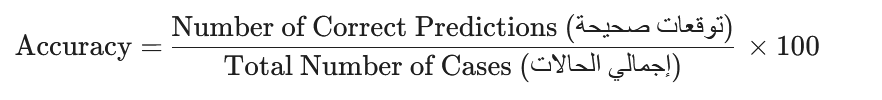 Accuracy = Number of Correct Predictions (توقعات صحيحة) / Total Number of Cases (إجمالي الحالات) × 100